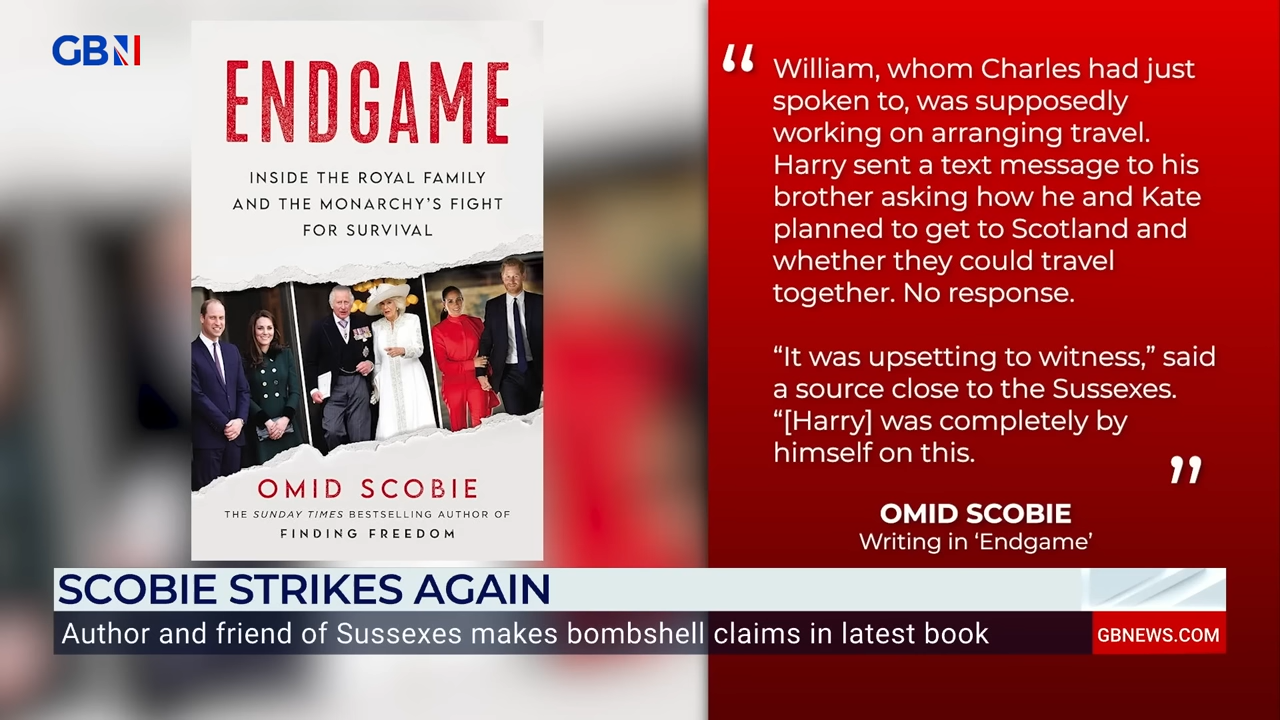 GBN
ENDGAME
INSIDE THE ROYAL FAMILY
AND THE MONARCHY'S FIGHT
FOR SURVIVAL
OMID SCOBIE
THE SUNDAY TIMES BESTSELLING AUTHOR OF
FINDING FREEDOM
“
William, whom Charles had just
spoken to, was supposedly
working on arranging travel.
Harry sent a text message to his
brother asking how he and Kate
planned to get to Scotland and
whether they could travel
together. No response.
“It was upsetting to witness,” said
a source close to the Sussexes.
“[Harry] was completely by
himself on this.
”
OMID SCOBIE
Writing in ‘Endgame’
SCOBIE STRIKES AGAIN
Author and friend of Sussexes makes bombshell claims in latest book
GBNEWS.COM